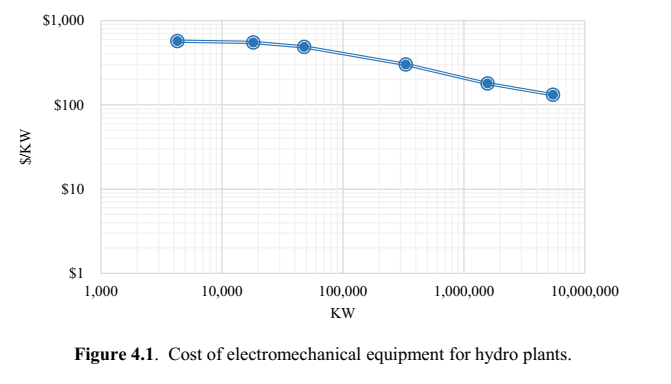 $1,000
$100
$10
$1
$/KW
1,000 10,000 100,000 1,000,000 10,000,000
KW
Figure 4.1. Cost of electromechanical equipment for hydro plants.